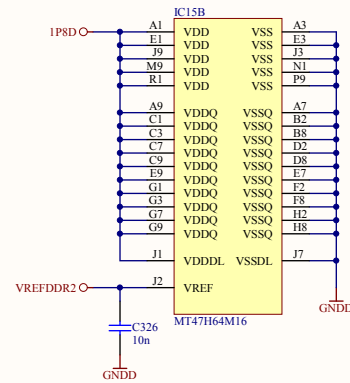 IC15B
1P8D A1 VDD VSS A3
E1 VDD VSS E3
J9 VDD VSS J3
M9 VDD VSS N1
R1 VDD VSS P9
A9 VDDQ VSSQ A7
C1 VDDQ VSSQ B2
C3 VDDQ VSSQ B8
C7 VDDQ VSSQ D2
C9 VDDQ VSSQ D8
E9 VDDQ VSSQ E7
G1 VDDQ VSSQ F2
G3 VDDQ VSSQ F8
G7 VDDQ VSSQ H2
G9 VDDQ VSSQ H8
J1 VDDDL VSSDL J7
VREFDDR2 J2 VREF
GNDD
MT47H64M16
C326
10n
GNDD